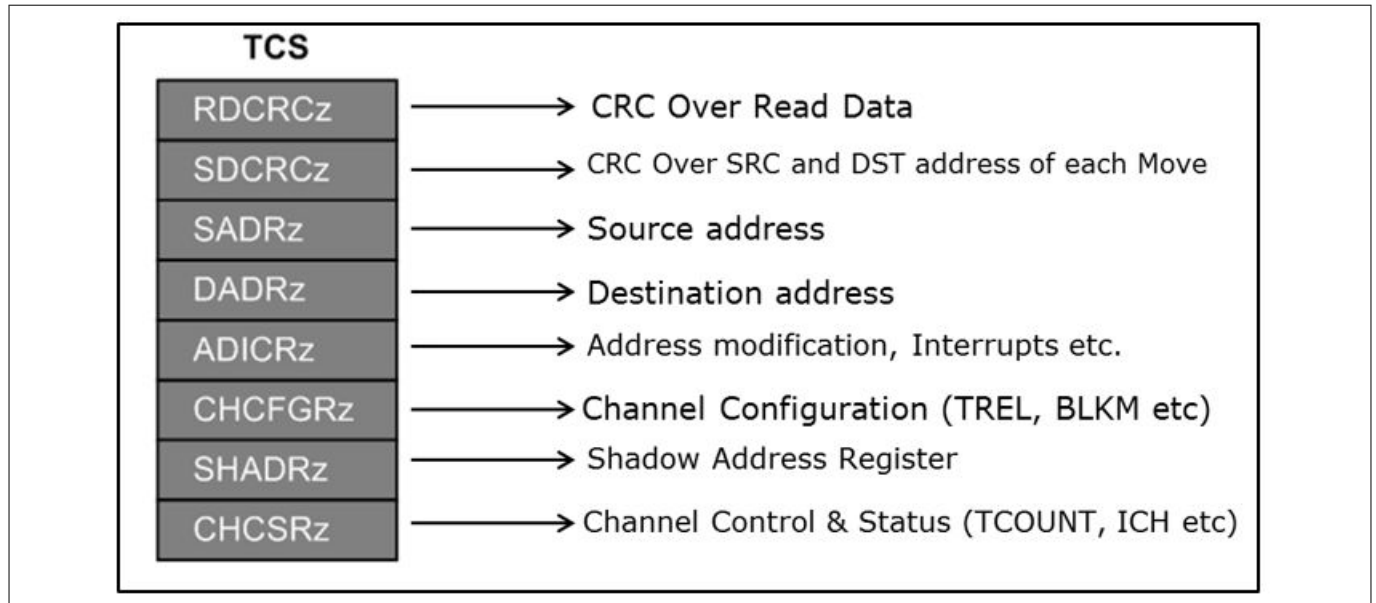 TCS
RDCRCz CRC Over Read Data
SDCRCz CRC Over SRC and DST address of each Move
SADRz Source address
DADRz Destination address
ADICRz Address modification, Interrupts etc.
CHCFGRz Channel Configuration (TREL, BLKM etc)
SHADRz Shadow Address Register
CHCSRz Channel Control & Status (TCOUNT, ICH etc)